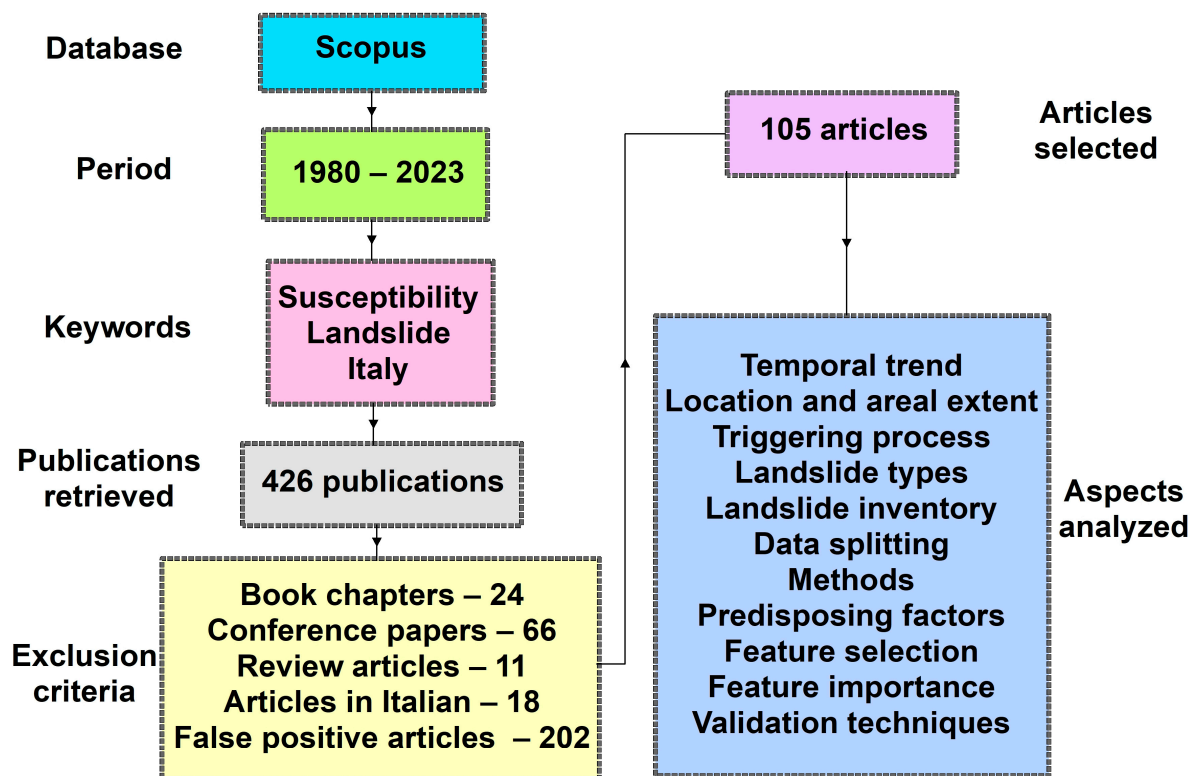 Database
Scopus
Period
1980 – 2023
Keywords
Susceptibility
Landslide
Italy
Publications
retrieved
426 publications
Exclusion
criteria
Book chapters – 24
Conference papers – 66
Review articles – 11
Articles in Italian – 18
False positive articles – 202
105 articles
Articles
selected
Temporal trend
Location and areal extent
Triggering process
Landslide types
Landslide inventory
Data splitting
Methods
Predisposing factors
Feature selection
Feature importance
Validation techniques
Aspects
analyzed